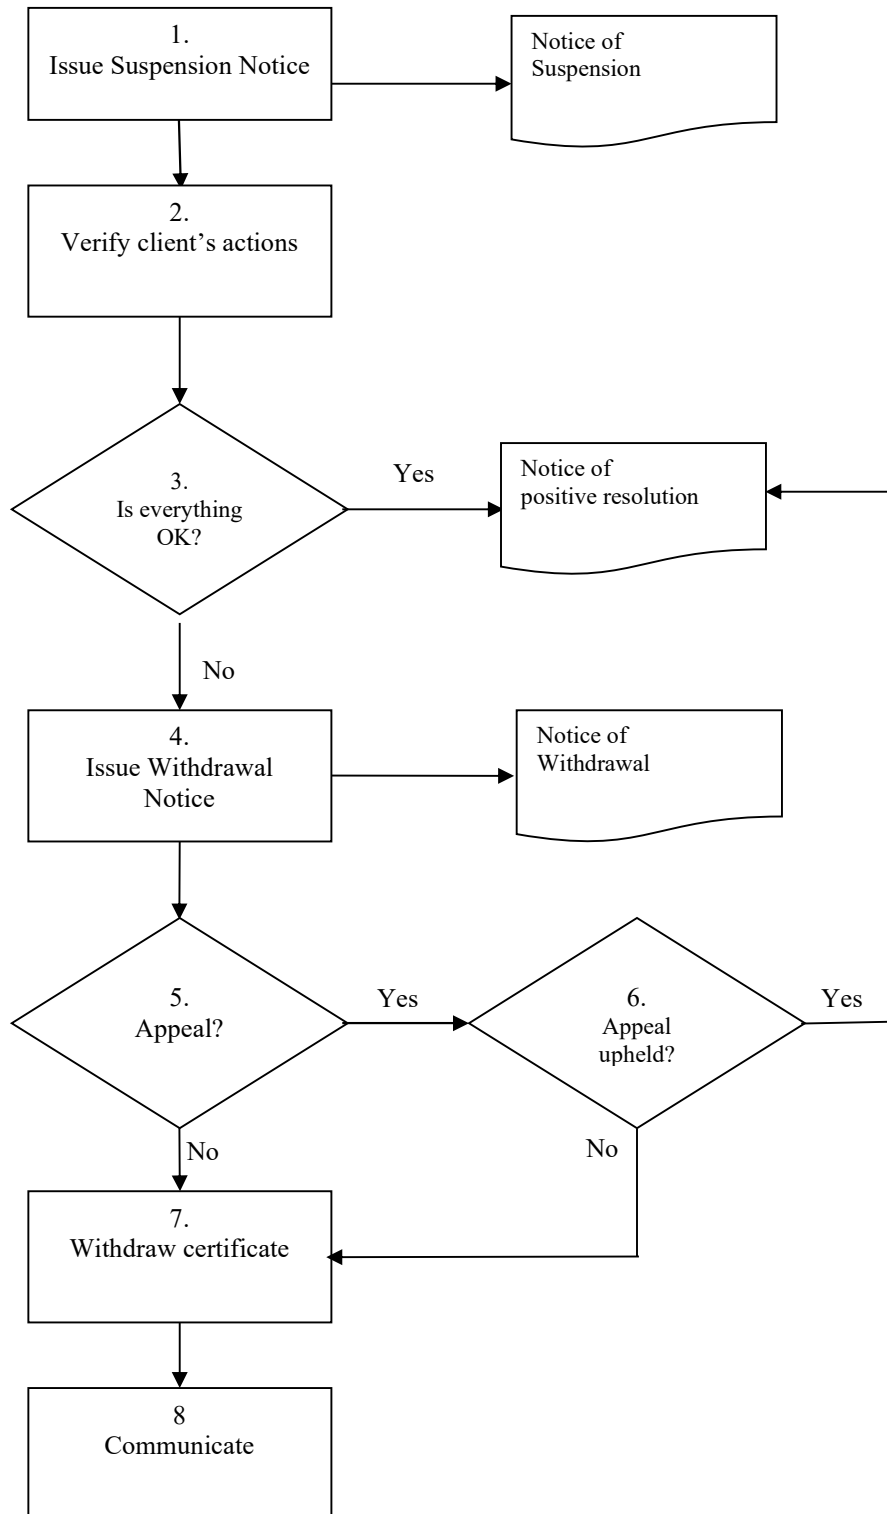 1.
Issue Suspension Notice
Notice of
Suspension
2.
Verify client’s actions
3.
Is everything
OK?
Yes
Notice of
positive resolution
No
4.
Issue Withdrawal
Notice
Notice of
Withdrawal
5.
Appeal?
Yes
6.
Appeal
upheld?
Yes
No
No
7.
Withdraw certificate
8
Communicate